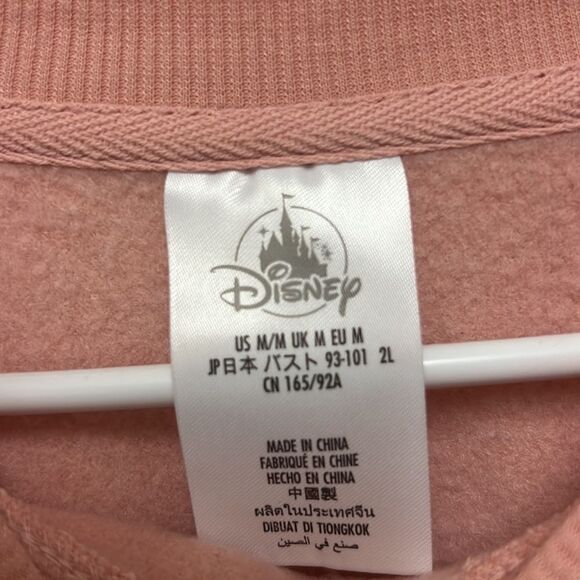 Disney
US M/M UK M EU M
JP日本 バスト 93-101 2L
CN 165/92A
MADE IN CHINA
FABRIQUÉ EN CHINE
HECHO EN CHINA
中國製
ผลิตในประเทศจีน
DIBUAT DI TIONGKOK
صنع في الصين